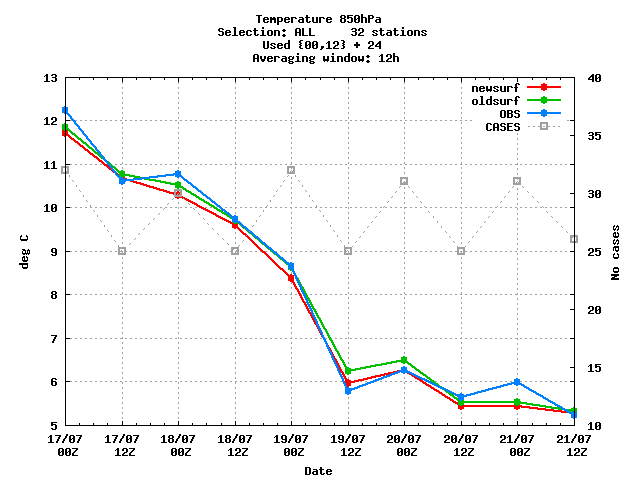 Temperature 850hPa
Selection: ALL     32 stations
Used {00,12} + 24
Averaging window: 12h
newsurf
oldsurf
OBS
CASES
deg C
13
12
11
10
9
8
7
6
5
No cases
40
35
30
25
20
15
10
17/07 17/07 18/07 18/07 19/07 19/07 20/07 20/07 21/07 21/07
00Z 12Z 00Z 12Z 00Z 12Z 00Z 12Z 00Z 12Z
Date